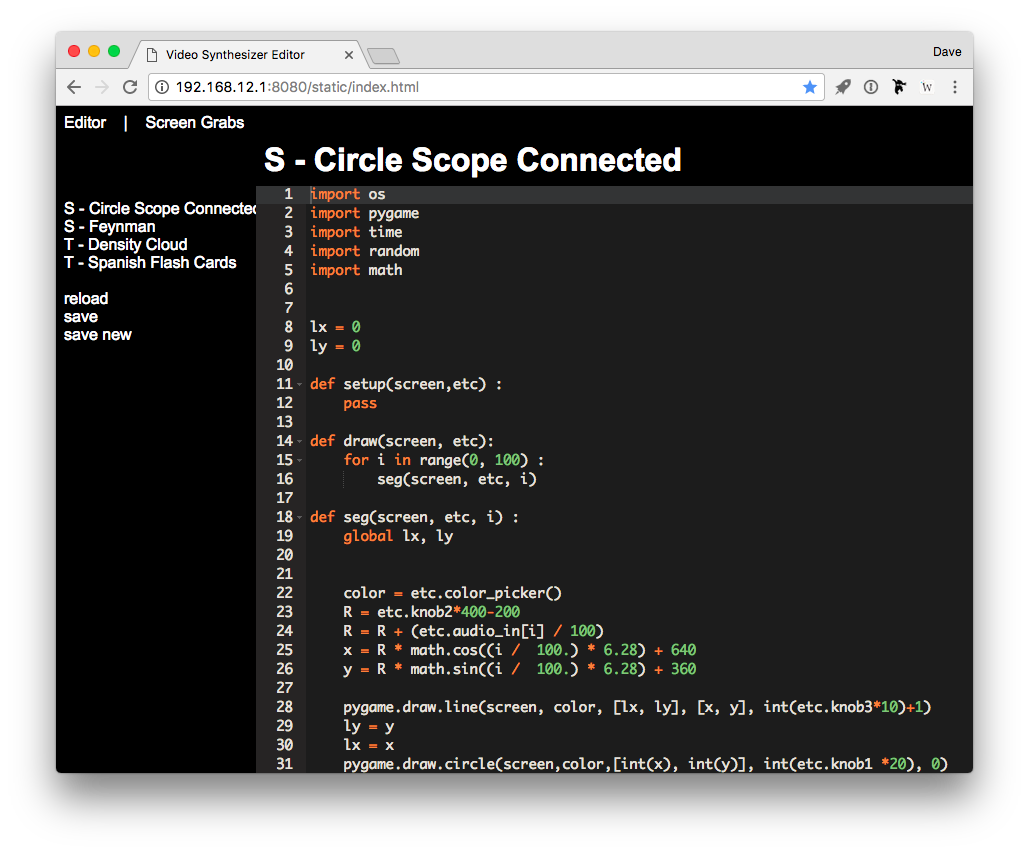 Video Synthesizer Editor
Dave
192.168.12.1:8080/static/index.html
W
Editor | Screen Grabs
S - Circle Scope Connected
S - Circle Scope Connected
S - Feynman
T - Density Cloud
T - Spanish Flash Cards
reload
save
save new
1 import os
2 import pygame
3 import time
4 import random
5 import math
6
7
8 lx = 0
9 ly = 0
10
11 def setup(screen,etc) :
12     pass
13
14 def draw(screen, etc):
15     for i in range(0, 100) :
16         seg(screen, etc, i)
17
18 def seg(screen, etc, i) :
19     global lx, ly
20
21
22     color = etc.color_picker()
23     R = etc.knob2*400-200
24     R = R + (etc.audio_in[i] / 100)
25     x = R * math.cos((i /  100.) * 6.28) + 640
26     y = R * math.sin((i /  100.) * 6.28) + 360
27
28     pygame.draw.line(screen, color, [lx, ly], [x, y], int(etc.knob3*10)+1)
29     ly = y
30     lx = x
31     pygame.draw.circle(screen,color,[int(x), int(y)], int(etc.knob1 *20), 0)